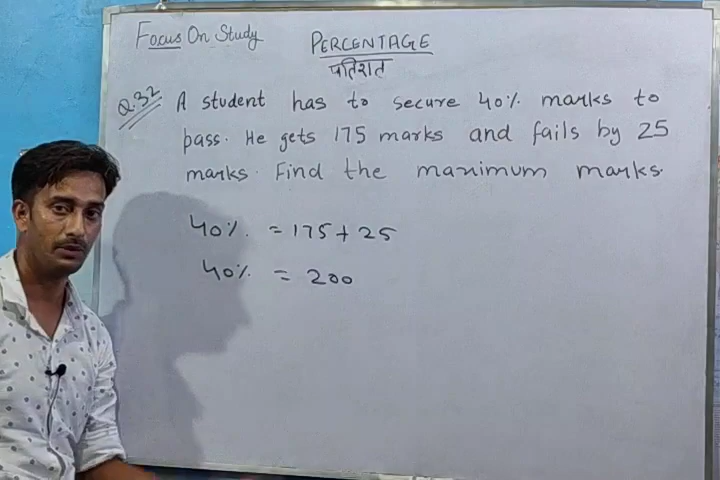 Focus On Study
PERCENTAGE
प्रतिशत
Q.32 A student has to secure 40% marks to
pass. He gets 175 marks and fails by 25
marks. Find the maximum marks.
40% = 175 + 25
40% = 200